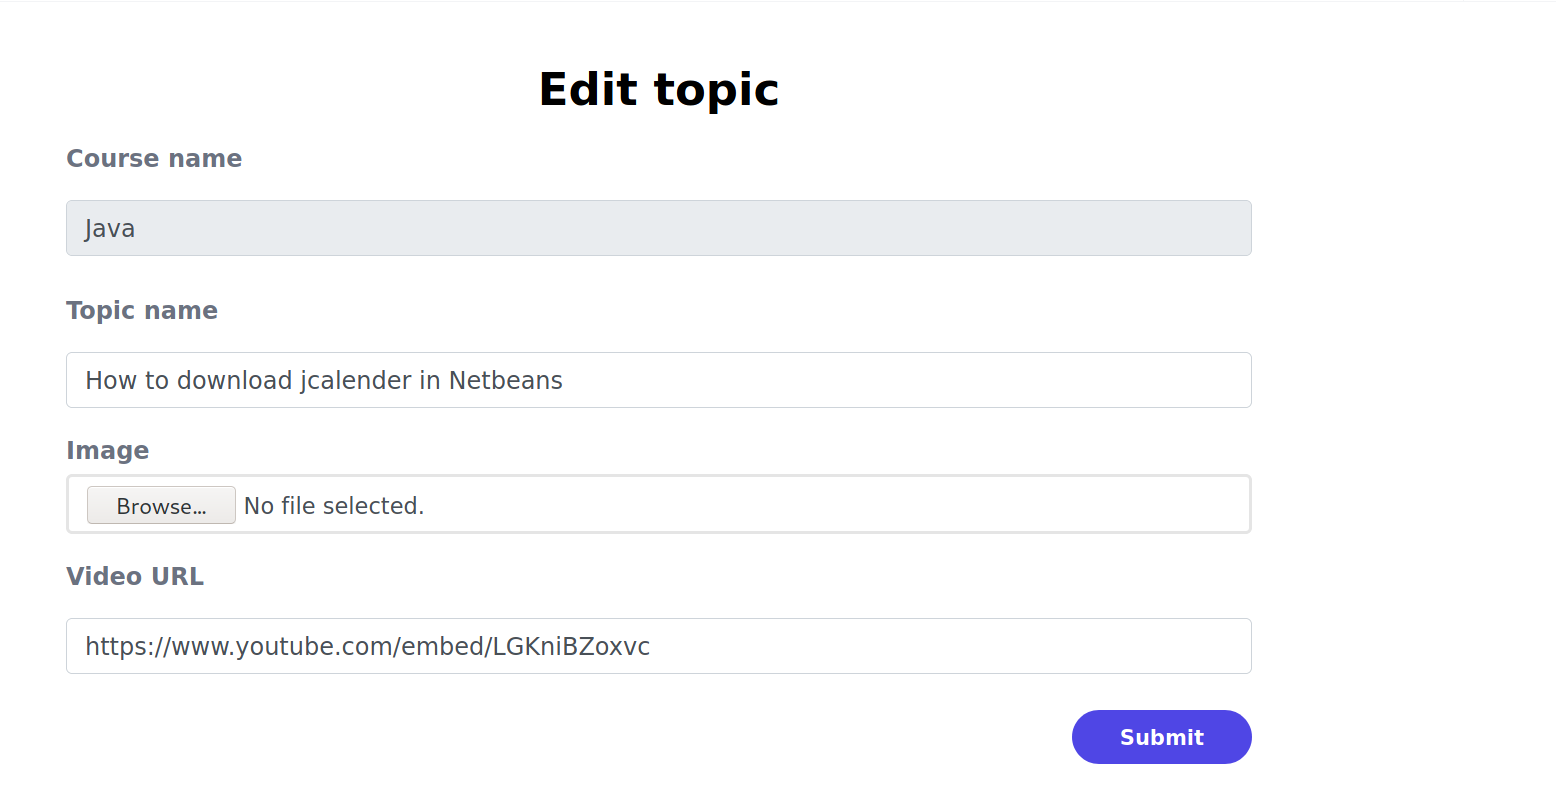 Edit topic
Course name
Java
Topic name
How to download jcalender in Netbeans
Image
Browse... No file selected.
Video URL
https://www.youtube.com/embed/LGKniBZoxvc
Submit